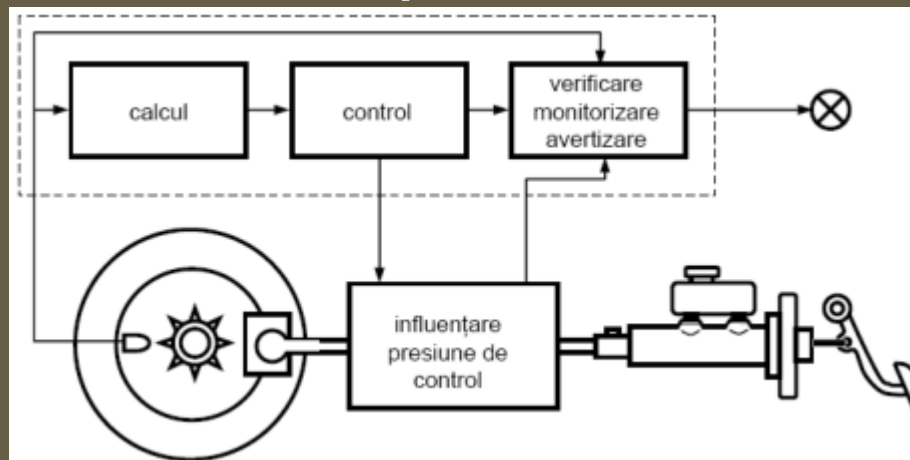 calcul
control
verificare
monitorizare
avertizare
influențare
presiune de
control